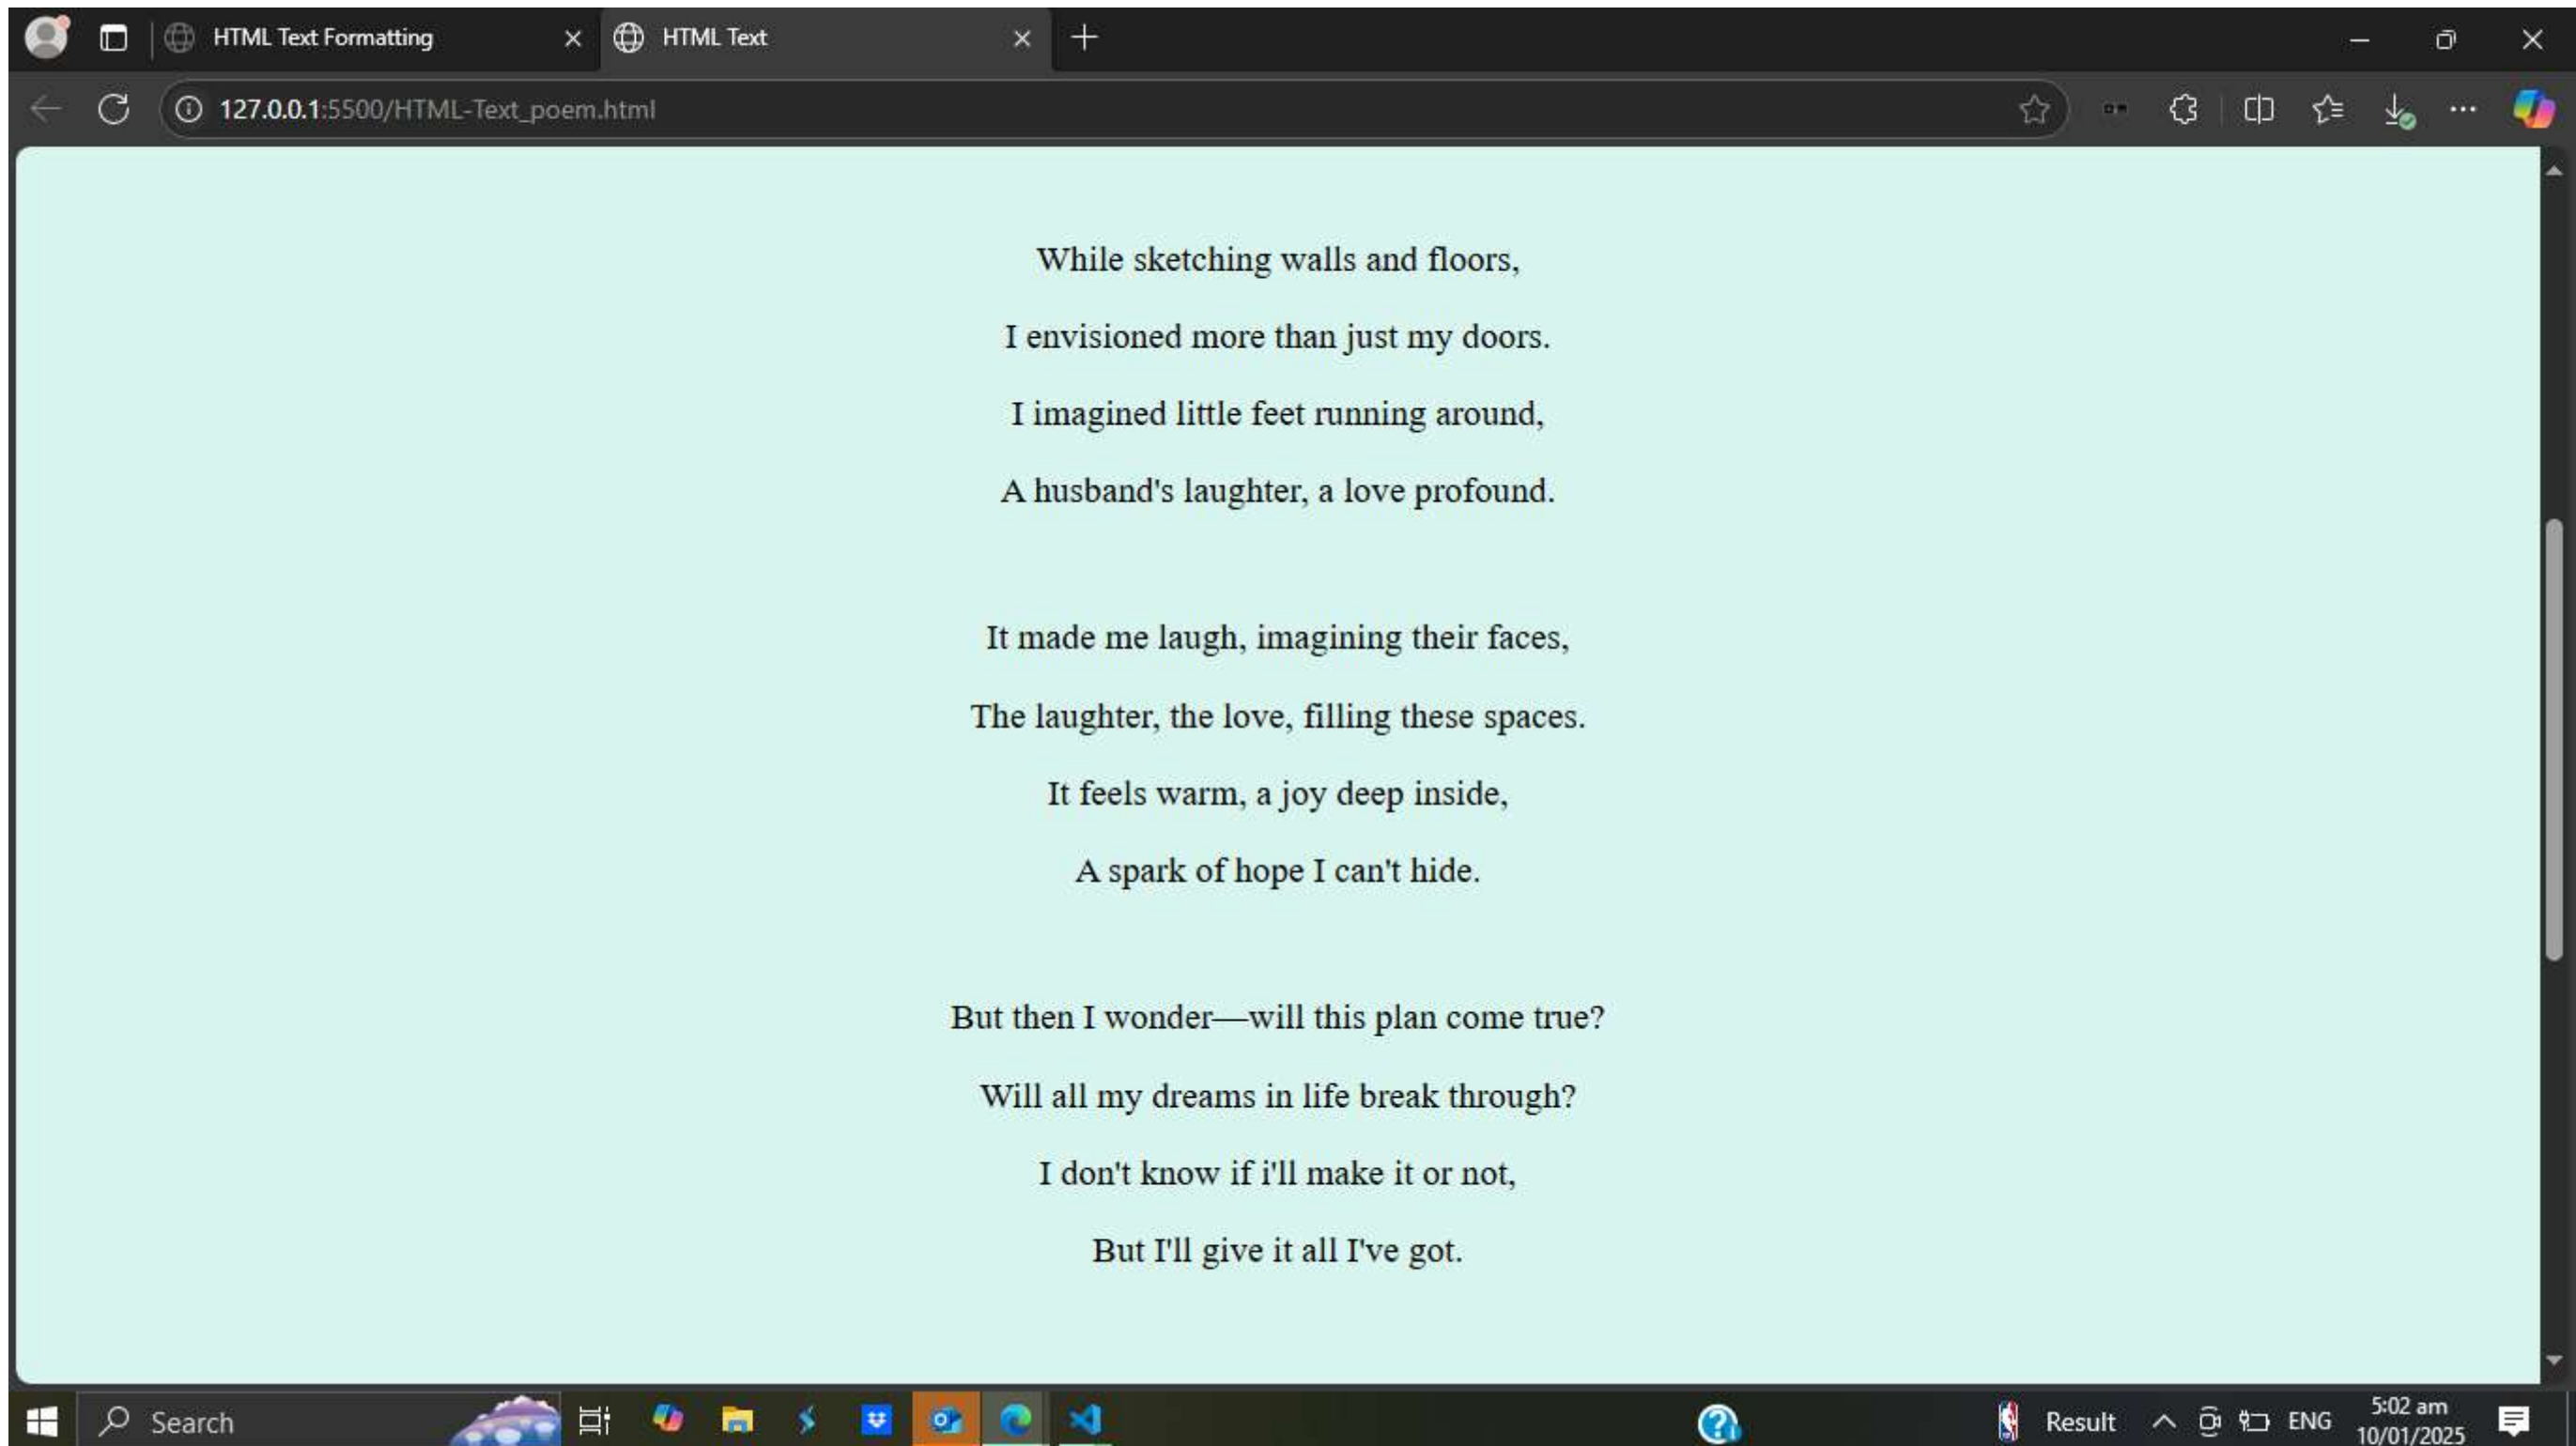 HTML Text Formatting
HTML Text
127.0.0.1:5500/HTML-Text_poem.html
While sketching walls and floors,
I envisioned more than just my doors.
I imagined little feet running around,
A husband's laughter, a love profound.
It made me laugh, imagining their faces,
The laughter, the love, filling these spaces.
It feels warm, a joy deep inside,
A spark of hope I can't hide.
But then I wonder—will this plan come true?
Will all my dreams in life break through?
I don't know if i'll make it or not,
But I'll give it all I've got.
Search
Result
ENG
5:02 am
10/01/2025